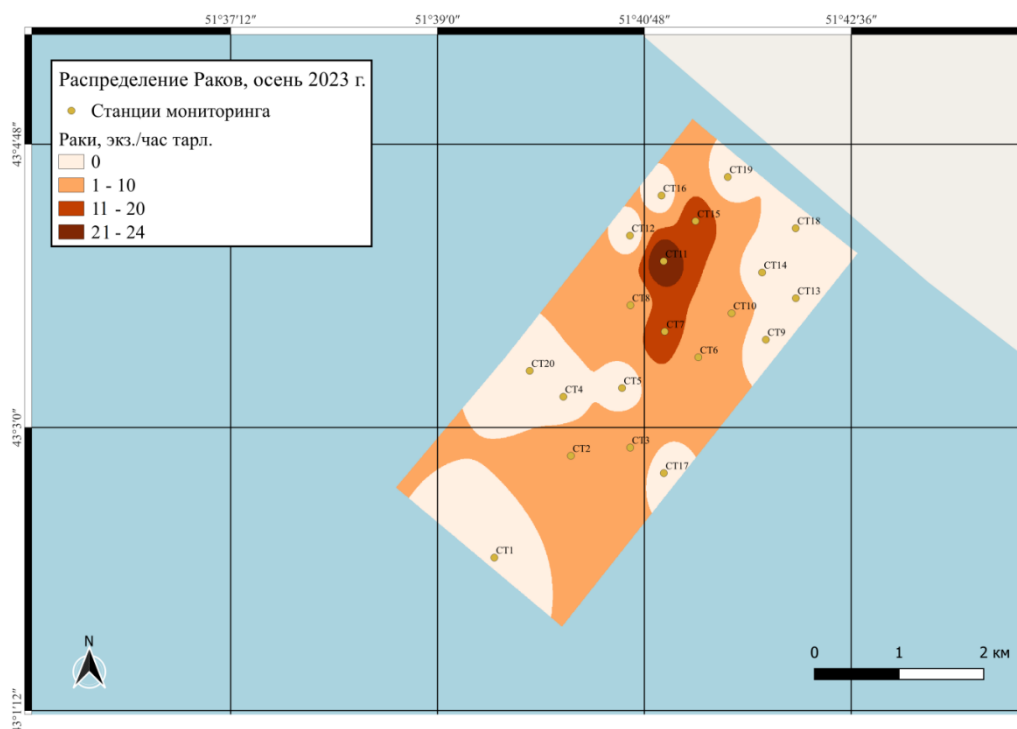 51°37'12"
51°39'0"
51°40'48"
51°42'36"
Распределение Раков, осень 2023 г.
Станции мониторинга
Раки, экз./час тарл.
0
1 - 10
11 - 20
21 - 24
43°4'48"
43°3'0"
43°1'12"
СТ19
СТ16
СТ15
СТ18
СТ12
СТ11
СТ14
СТ13
СТ8
СТ10
СТ7
СТ9
СТ6
СТ20
СТ5
СТ4
СТ3
СТ2
СТ17
СТ1
N
0 1 2 км